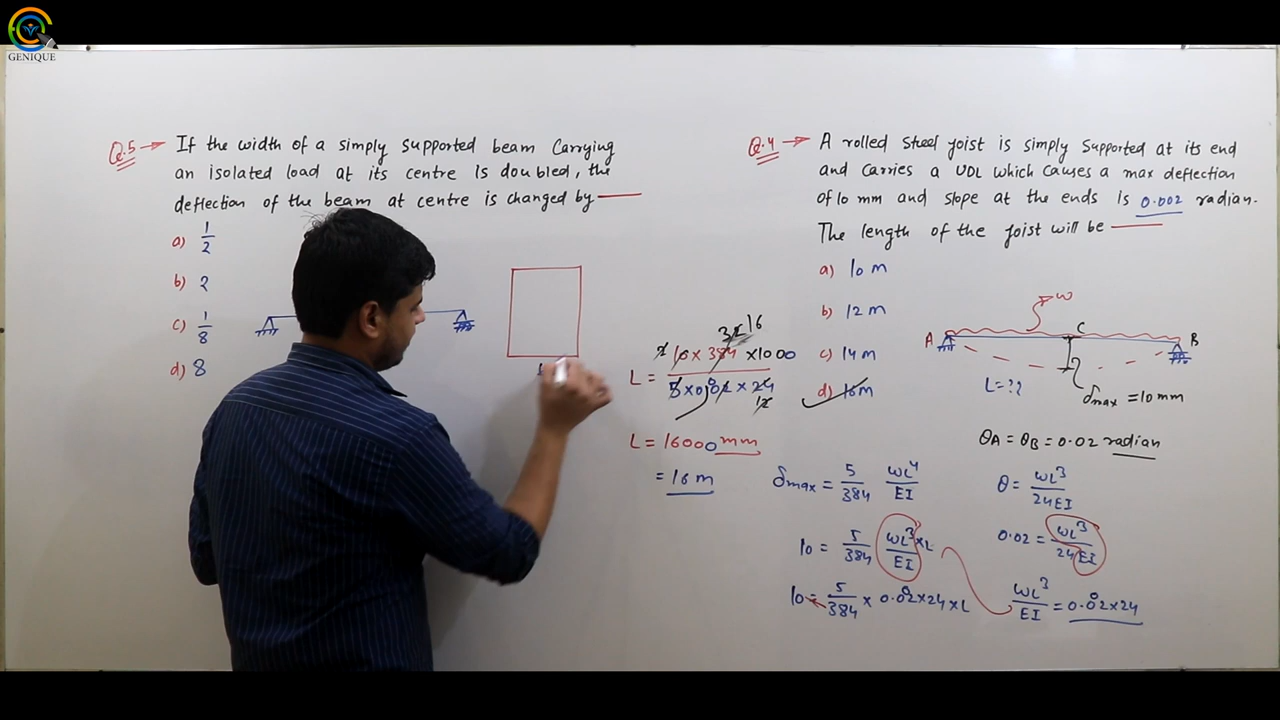 GENIQUE
Q.5 → If the width of a simply supported beam carrying
an isolated load at its centre is doubled, the
deflection of the beam at centre is changed by ——
a) 1/2
b) 2
c) 1/8
d) 8
Q.4 → A rolled steel joist is simply supported at its end
and carries a UDL which causes a max deflection
of 10 mm and slope at the ends is 0.002 radian.
The length of the joist will be ——
a) 10 m
b) 12 m
c) 14 m
d) 16 m
w
A C B
L = ??
δmax = 10 mm
32 16
2 10 × 384 × 1000
L =
5 × 0.02 × 24
12
L = 16000 mm
= 16 m
θA = θB = 0.02 radian
δmax = 5/384 wL⁴/EI
θ = wL³/24EI
10 = 5/384 wL³/EI × L
0.02 = wL³/24EI
10 = 5/384 × 0.002 × 24 × L
wL³/EI = 0.002 × 24